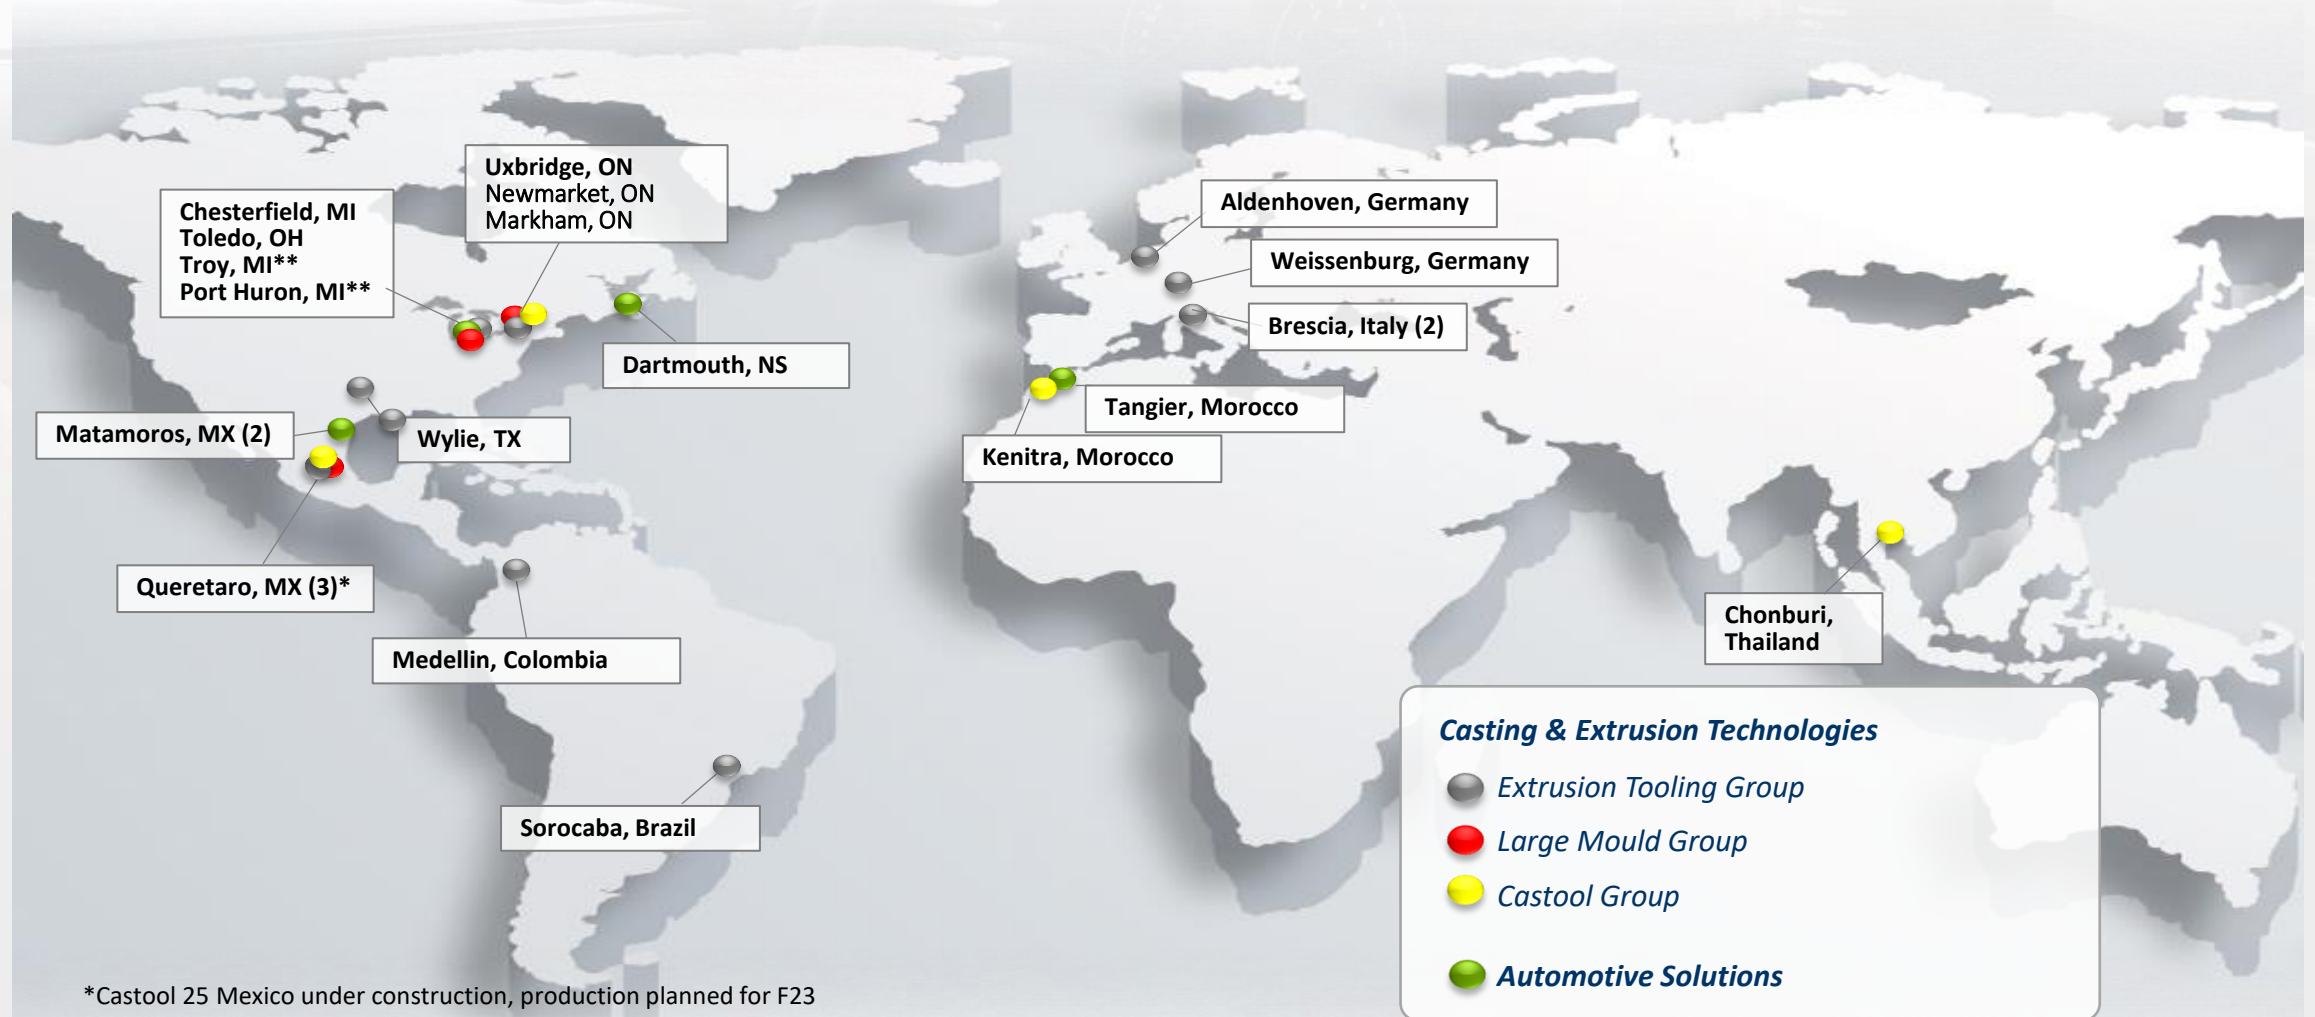 Uxbridge, ON
Newmarket, ON
Markham, ON
Chesterfield, MI
Toledo, OH
Troy, MI**
Port Huron, MI**
Aldenhoven, Germany
Weissenburg, Germany
Brescia, Italy (2)
Dartmouth, NS
Tangier, Morocco
Kenitra, Morocco
Matamoros, MX (2)
Wylie, TX
Queretaro, MX (3)*
Medellin, Colombia
Chonburi,
Thailand
Sorocaba, Brazil
Casting & Extrusion Technologies
Extrusion Tooling Group
Large Mould Group
Castool Group
Automotive Solutions
*Castool 25 Mexico under construction, production planned for F23